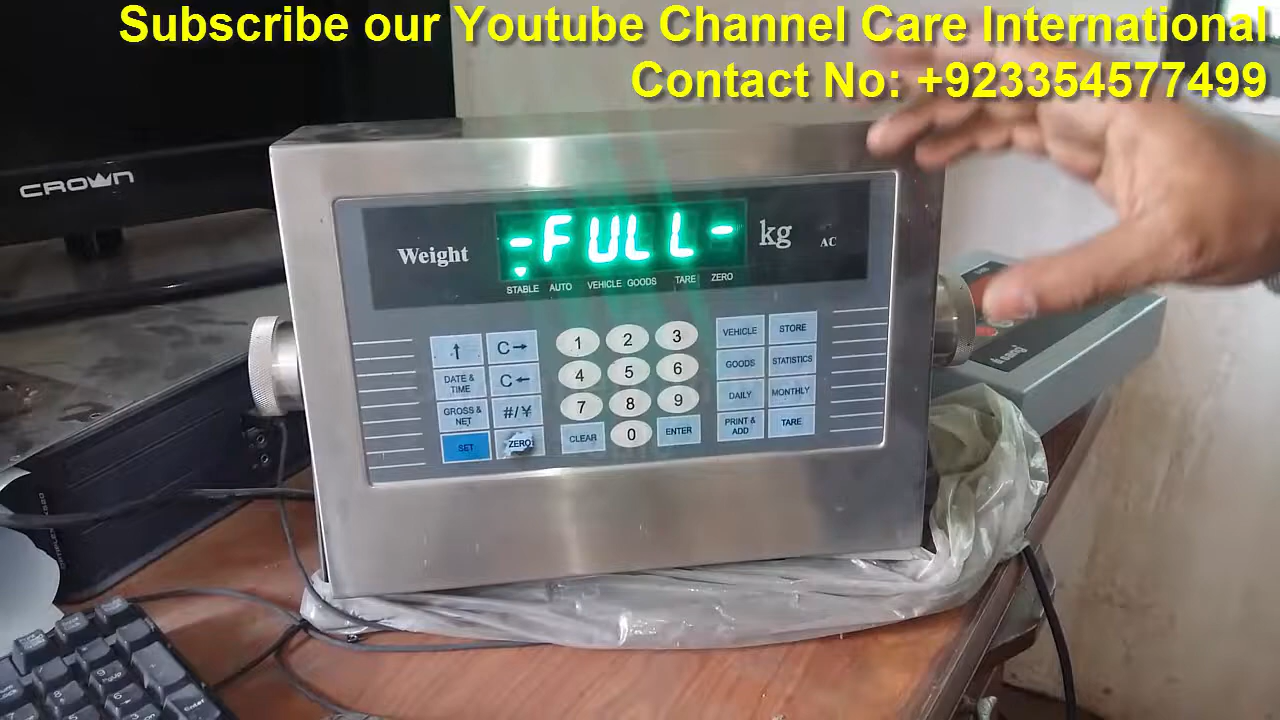 Subscribe our Youtube Channel Care International
Contact No: +923354577499
CROWN
Weight
-FULL-
kg
AC
STABLE AUTO VEHICLE GOODS TARE ZERO
↑
C→
1
2
3
VEHICLE
STORE
DATE &
TIME
C←
4
5
6
GOODS
STATISTICS
GROSS &
NET
#/¥
7
8
9
DAILY
MONTHLY
SET
ZERO
CLEAR
0
ENTER
PRINT &
ADD
TARE